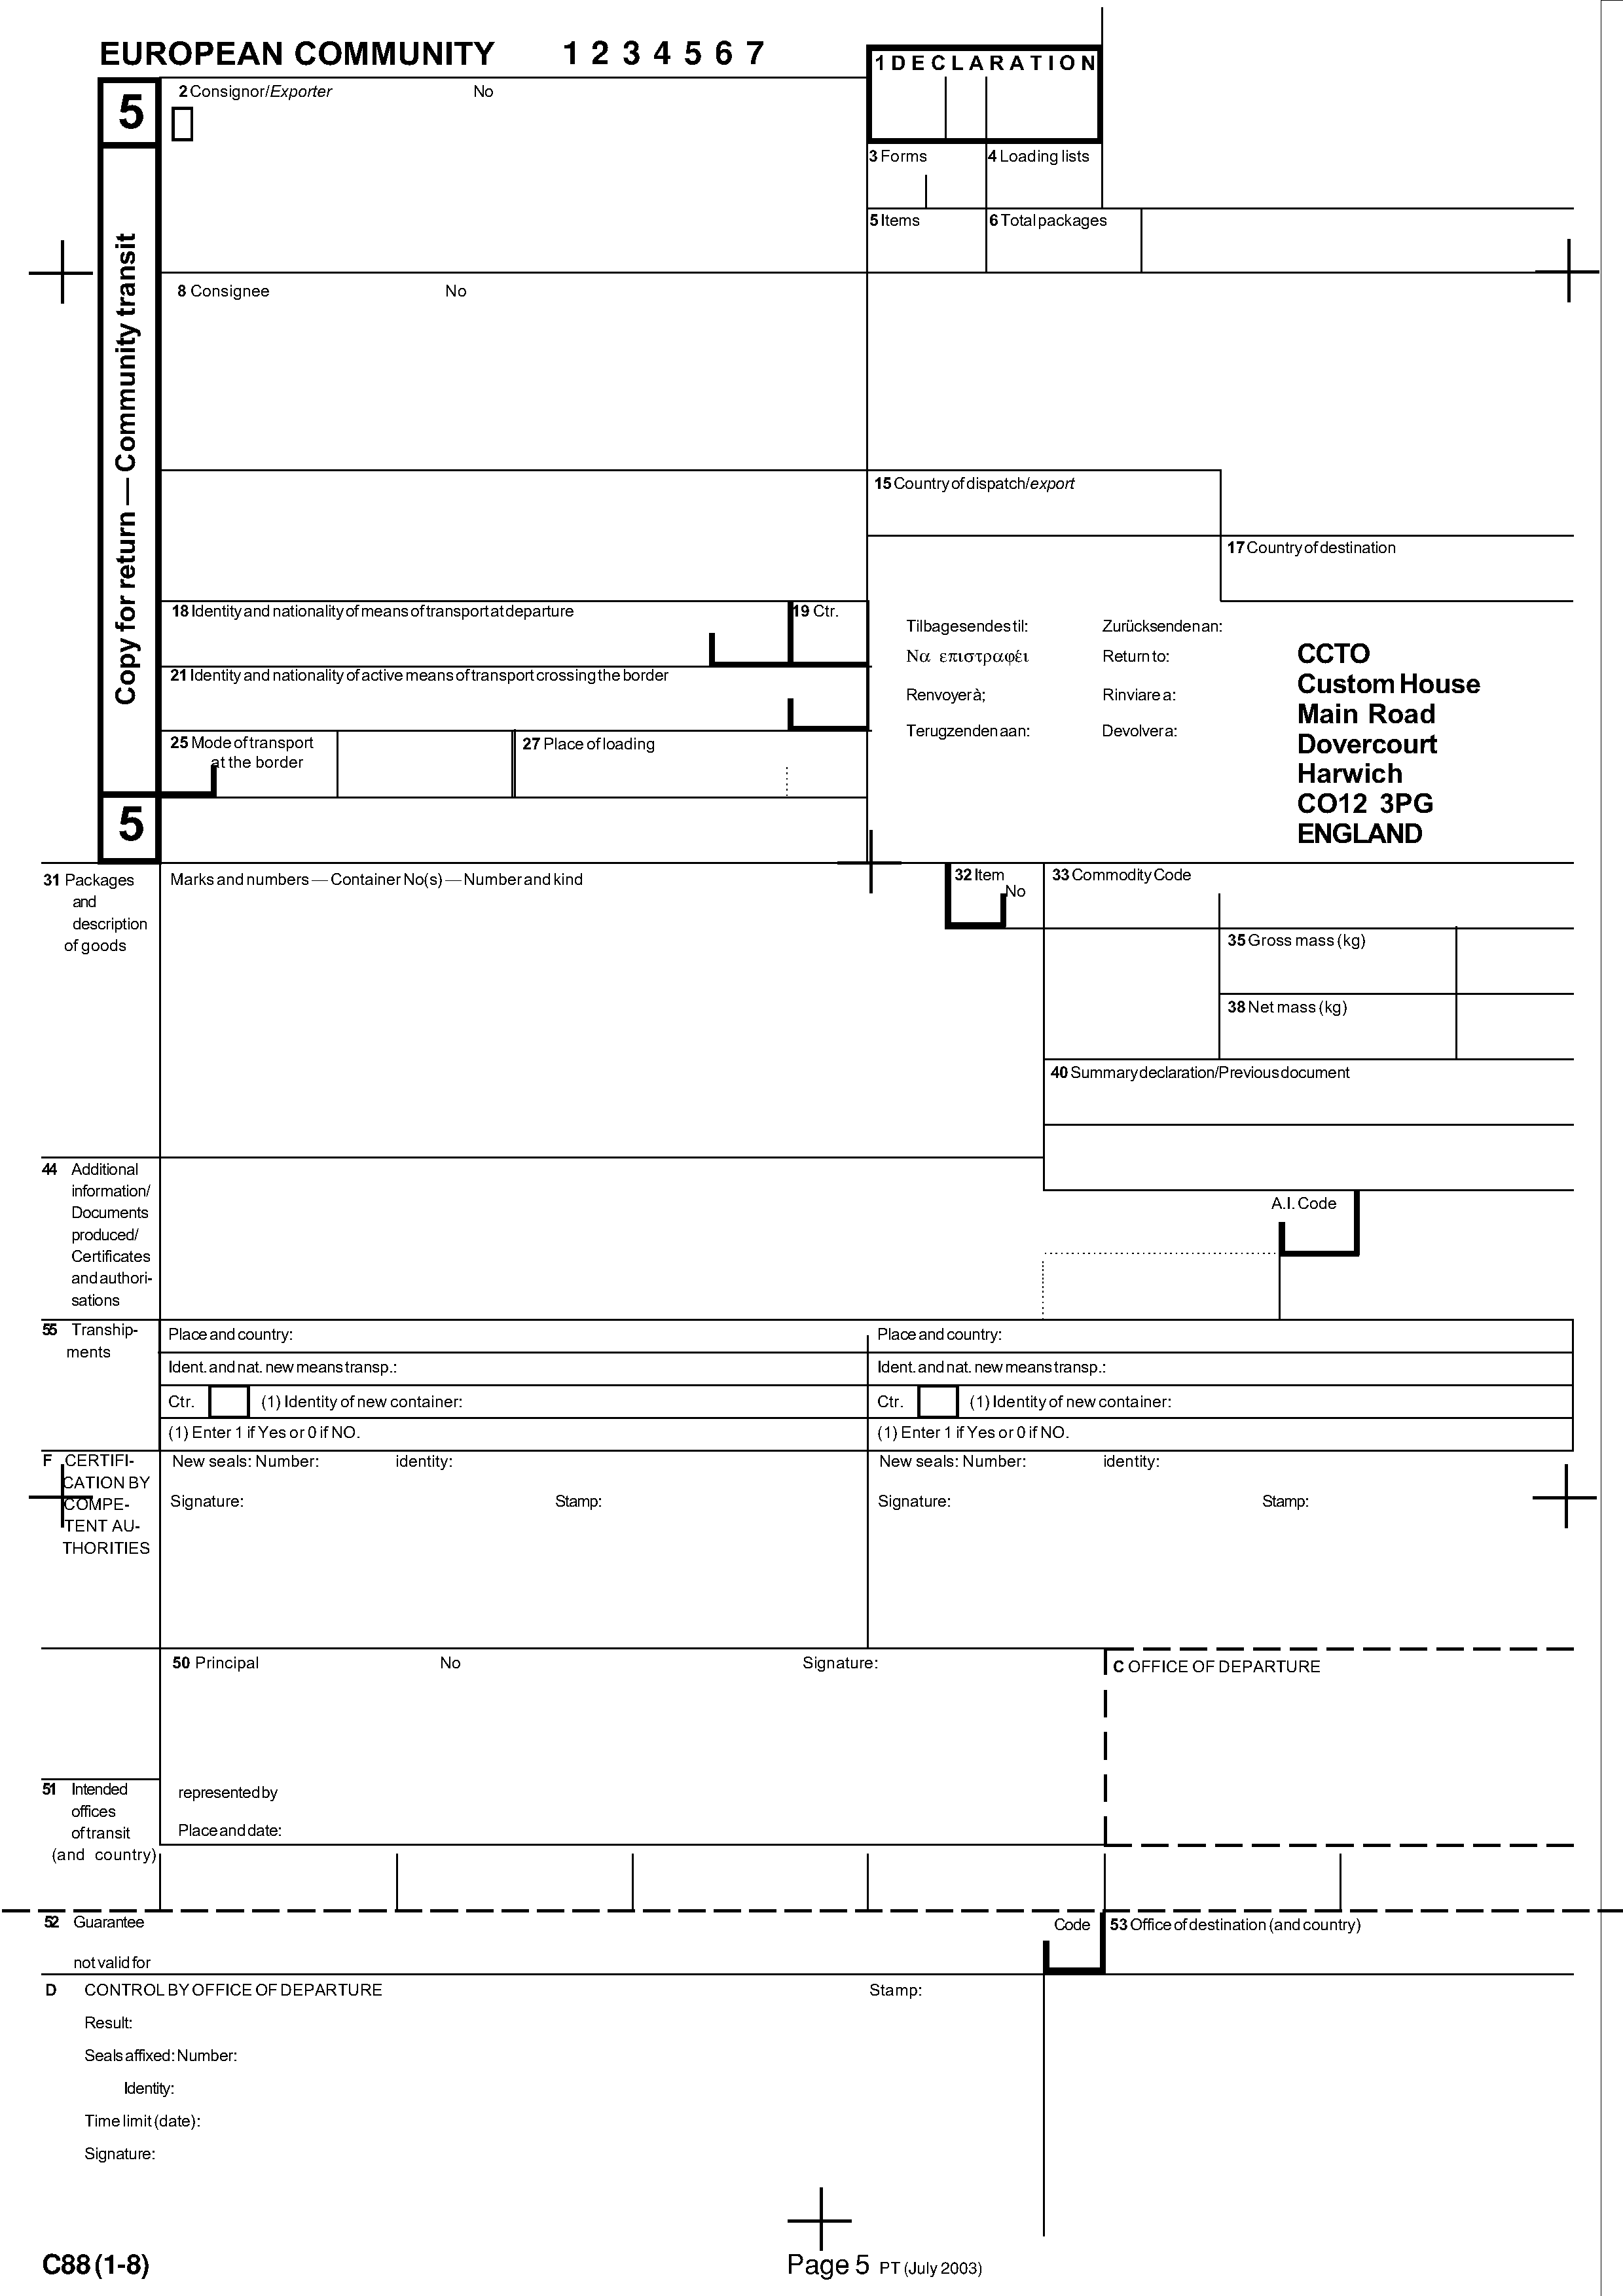 EUROPEAN COMMUNITY 1 2 3 4 5 6 7
1 DECLARATION
5
2 Consignor/Exporter No
3 Forms 4 Loading lists
5 Items 6 Total packages
Copy for return — Community transit
8 Consignee No
15 Country of dispatch/export
17 Country of destination
18 Identity and nationality of means of transport at departure 19 Ctr.
21 Identity and nationality of active means of transport crossing the border
25 Mode of transport
at the border
27 Place of loading
5
Tilbagesendes til: Zurücksenden an:
Να επιστραφέι Return to:
Renvoyer à; Rinviare a:
Terugzenden aan: Devolver a:
CCTO
Custom House
Main Road
Dovercourt
Harwich
CO12 3PG
ENGLAND
31 Packages
and
description
of goods
Marks and numbers — Container No(s) — Number and kind
32 Item
No
33 Commodity Code
35 Gross mass (kg)
38 Net mass (kg)
40 Summary declaration/Previous document
44 Additional
information/
Documents
produced/
Certificates
and authori-
sations
A.I. Code
55 Tranship-
ments
Place and country: Place and country:
Ident. and nat. new means transp.: Ident. and nat. new means transp.:
Ctr. (1) Identity of new container: Ctr. (1) Identity of new container:
(1) Enter 1 if Yes or 0 if NO. (1) Enter 1 if Yes or 0 if NO.
F CERTIFI-
CATION BY
COMPE-
TENT AU-
THORITIES
New seals: Number: identity: New seals: Number: identity:
Signature: Stamp: Signature: Stamp:
50 Principal No Signature:
C OFFICE OF DEPARTURE
represented by
Place and date:
51 Intended
offices
of transit
(and country)
52 Guarantee
not valid for
Code
53 Office of destination (and country)
D CONTROL BY OFFICE OF DEPARTURE Stamp:
Result:
Seals affixed: Number:
Identity:
Time limit (date):
Signature:
C88 (1-8) Page 5 PT (July 2003)